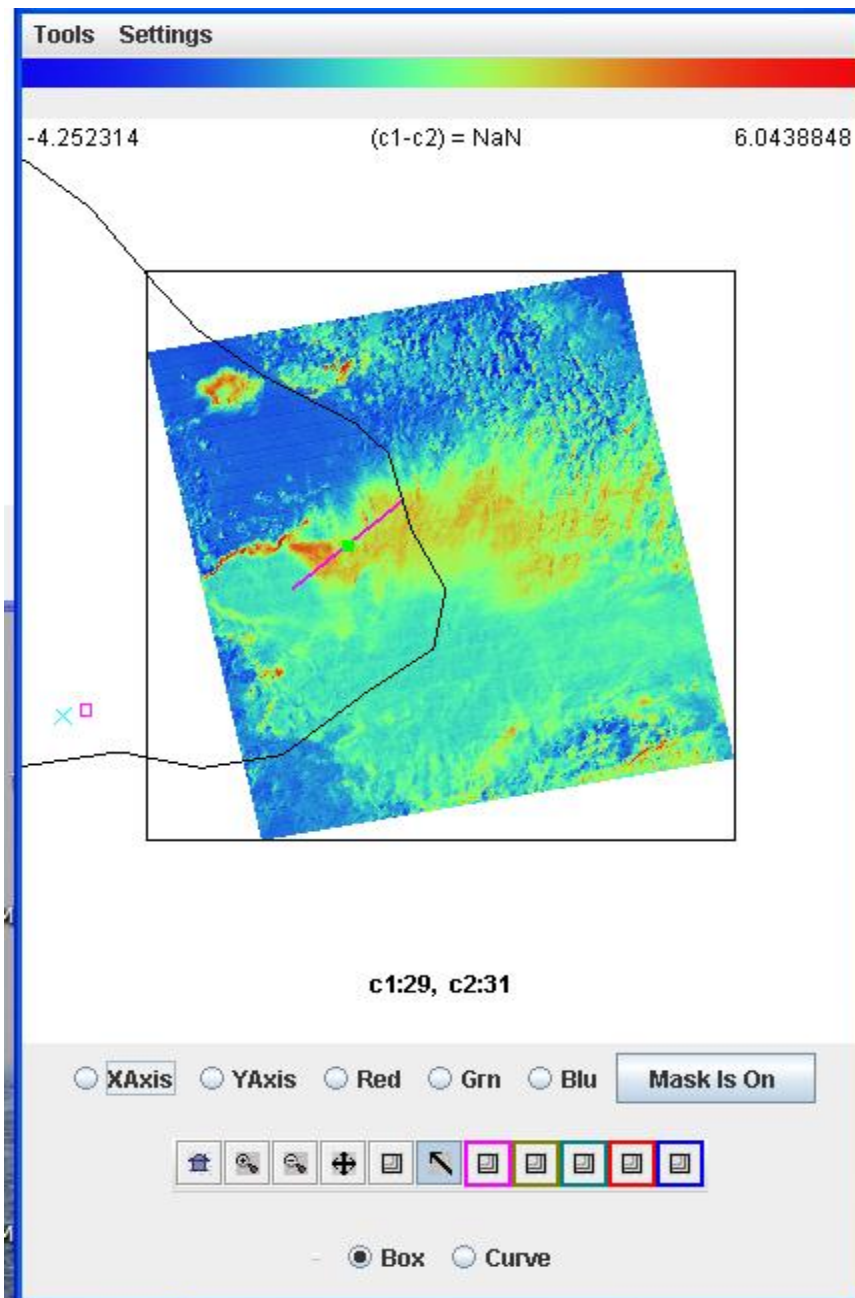 Tools Settings
-4.252314 (c1-c2) = NaN 6.0438848
c1:29, c2:31
XAxis YAxis Red Grn Blu Mask Is On
Box Curve